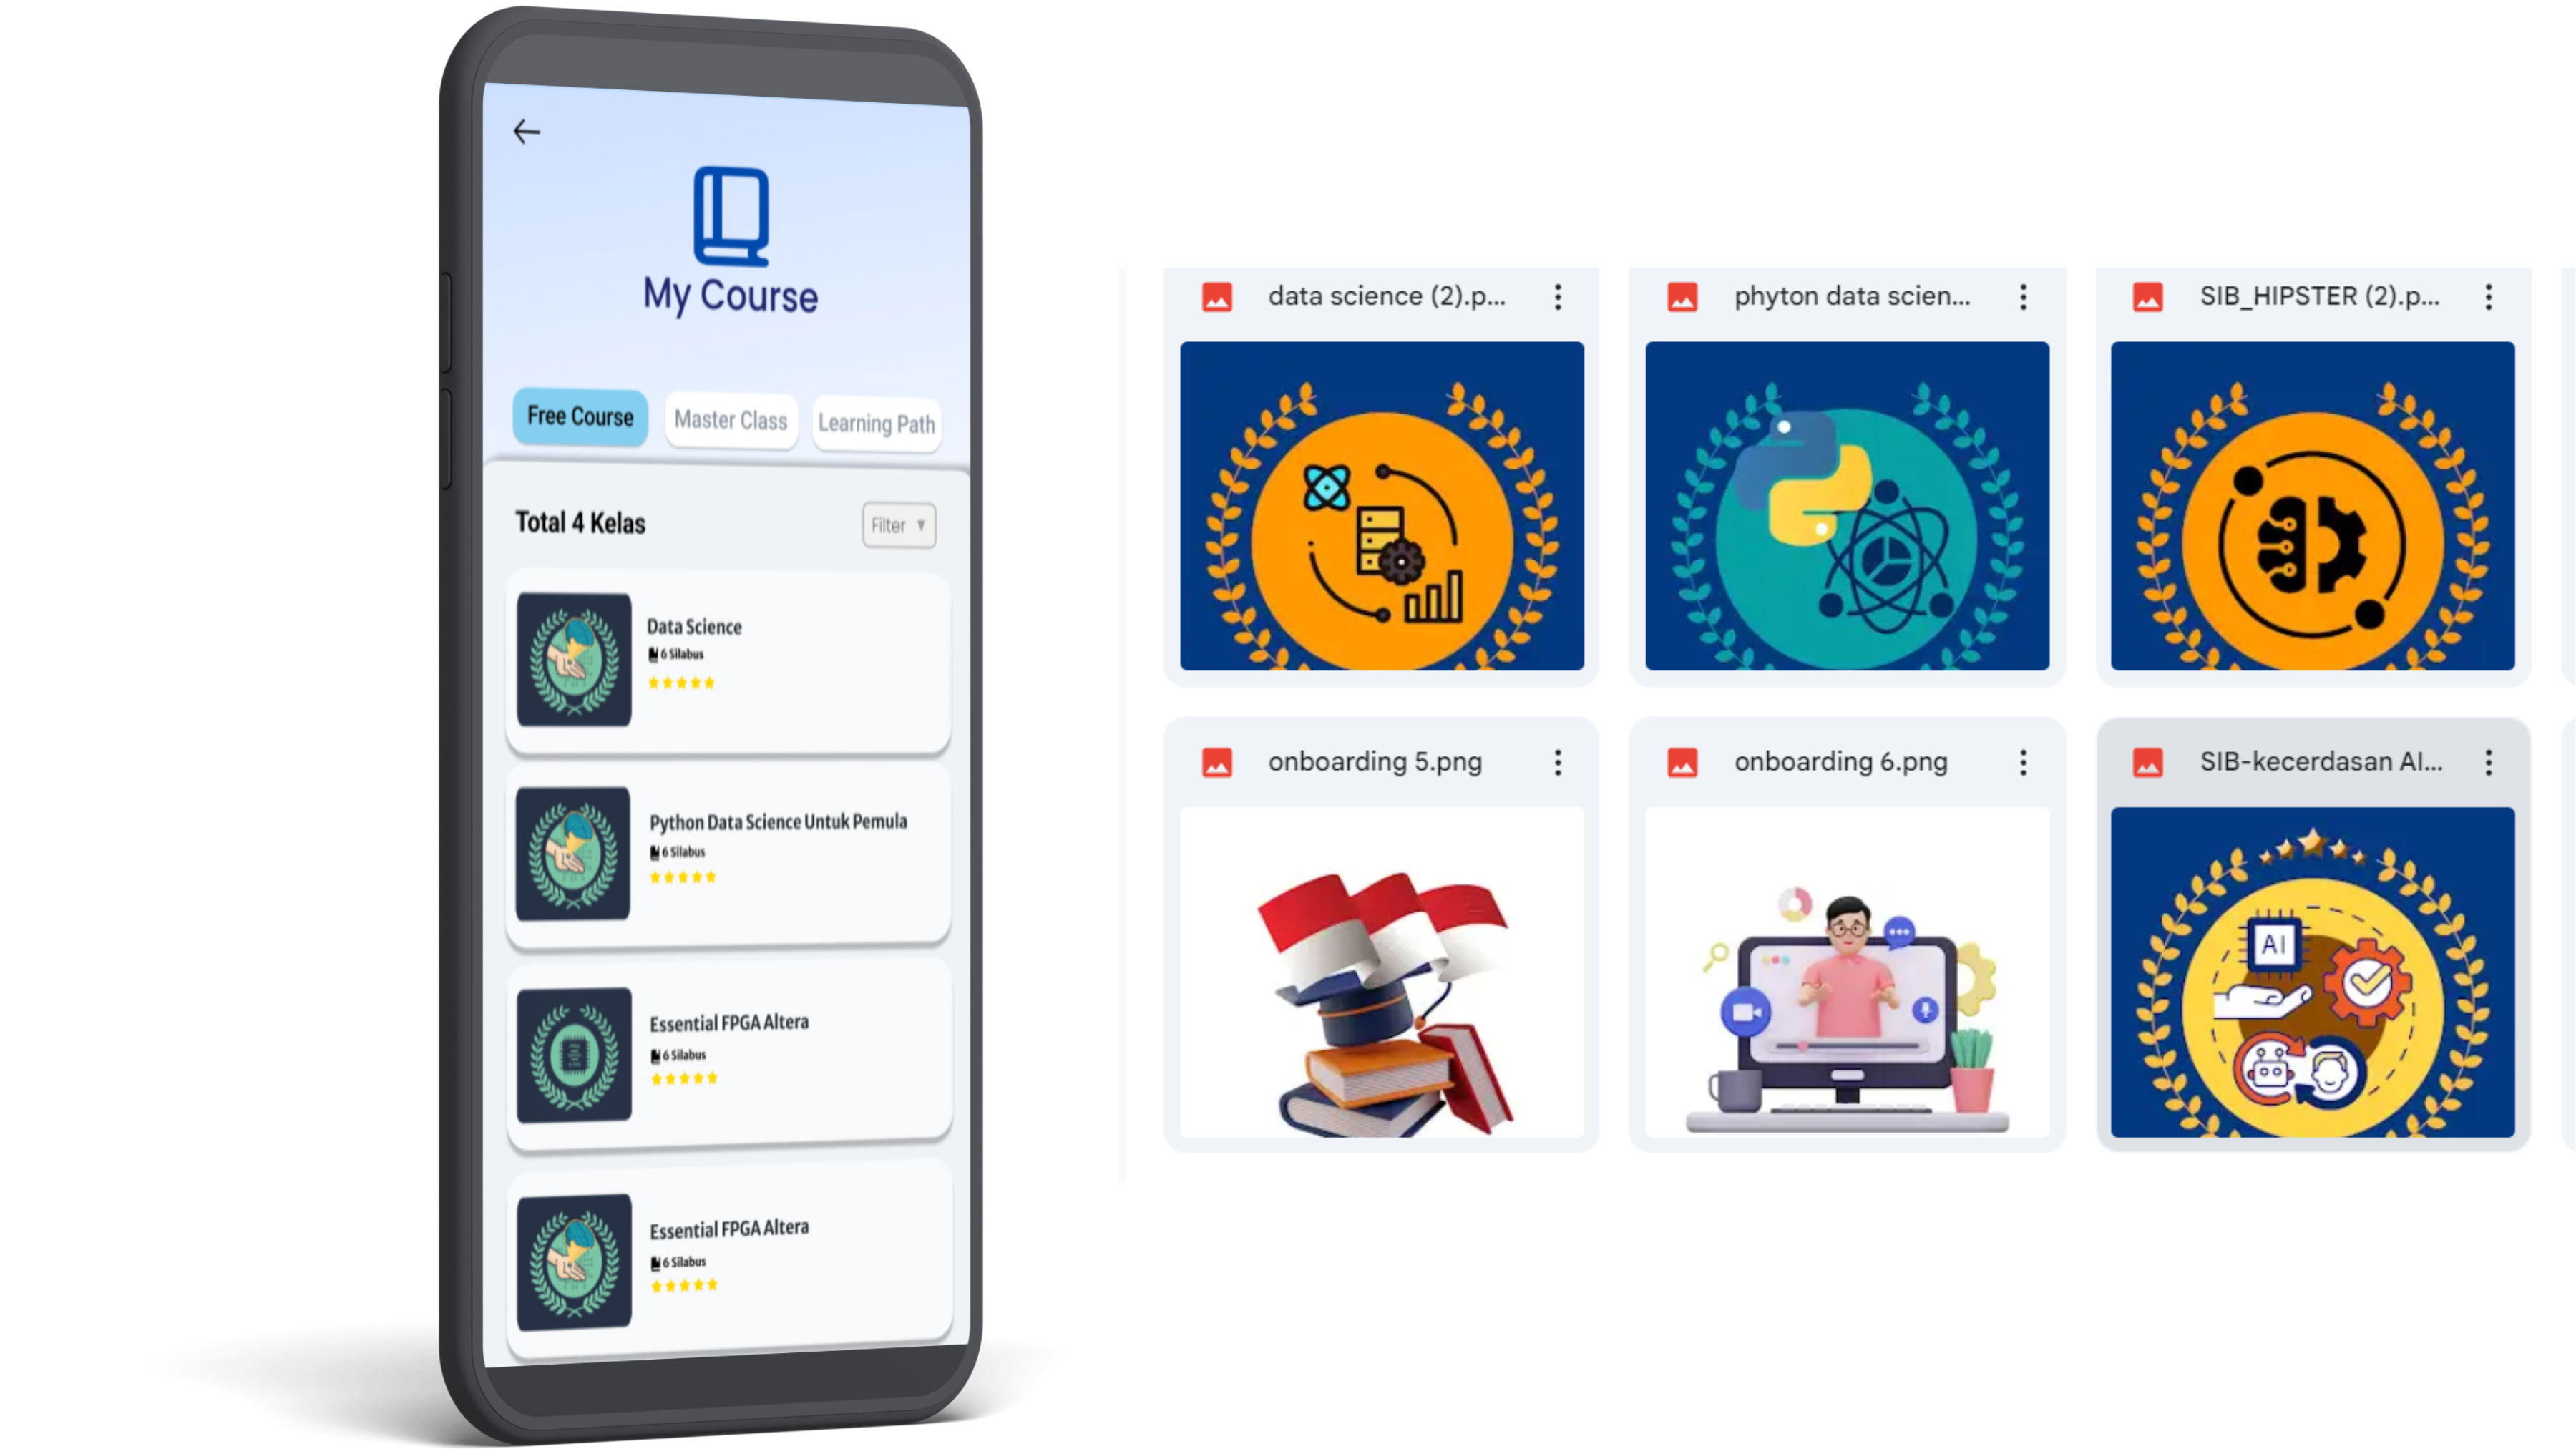 My Course
Free Course
Master Class
Learning Path
Total 4 Kelas
Filter
Data Science
6 Silabus
Python Data Science Untuk Pemula
6 Silabus
Essential FPGA Altera
6 Silabus
Essential FPGA Altera
6 Silabus
data science (2).p...
phyton data scien...
SIB_HIPSTER (2).p...
onboarding 5.png
onboarding 6.png
SIB-kecerdasan AI...
AI